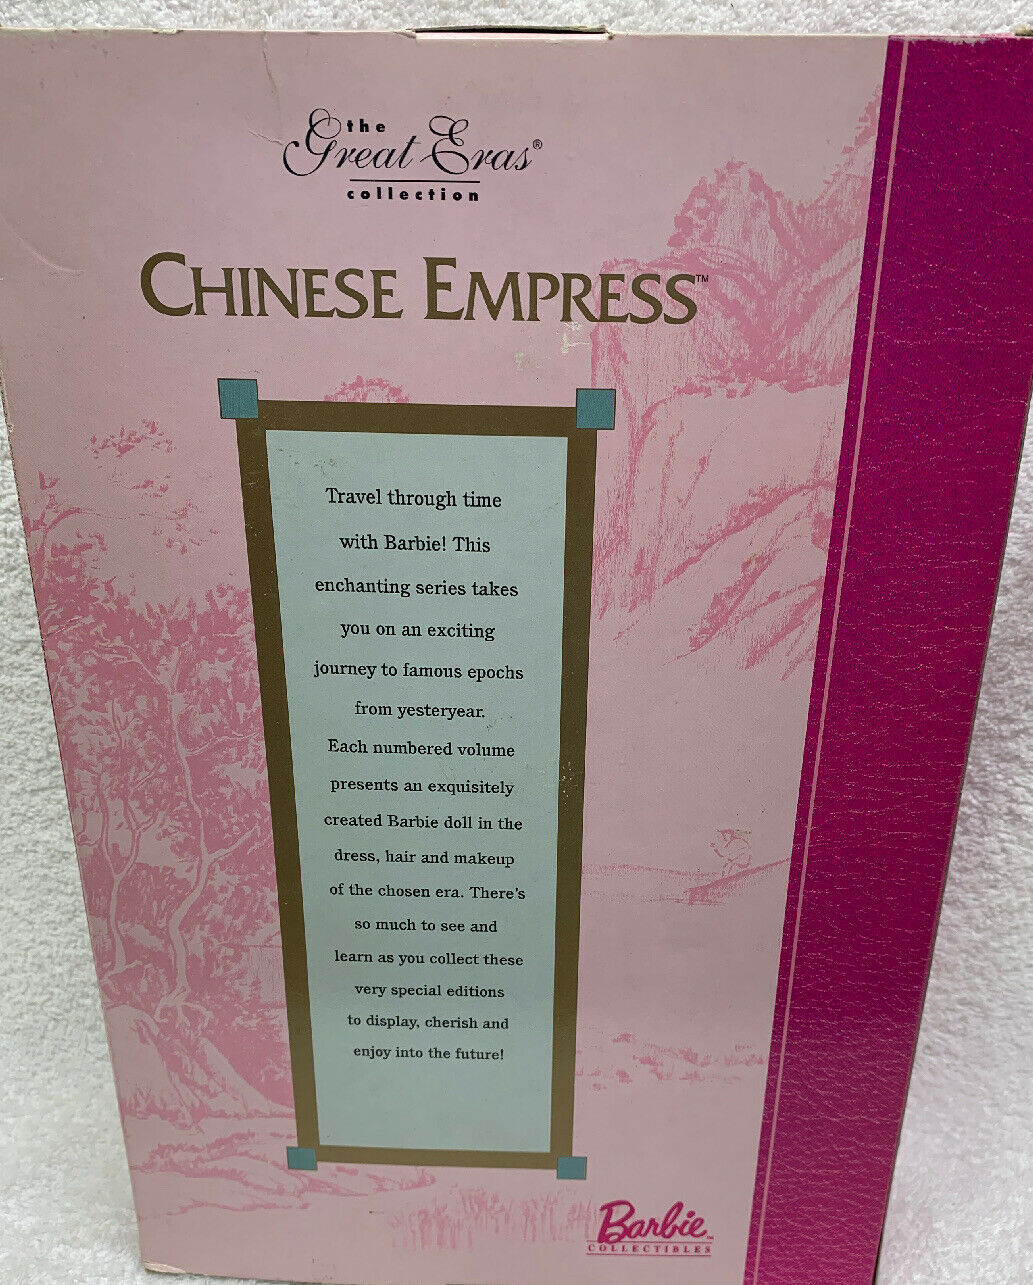 the
Great Eras®
collection
CHINESE EMPRESS™
Travel through time
with Barbie! This
enchanting series takes
you on an exciting
journey to famous epochs
from yesteryear.
Each numbered volume
presents an exquisitely
created Barbie doll in the
dress, hair and makeup
of the chosen era. There's
so much to see and
learn as you collect these
very special editions
to display, cherish and
enjoy into the future!
Barbie™
COLLECTIBLES